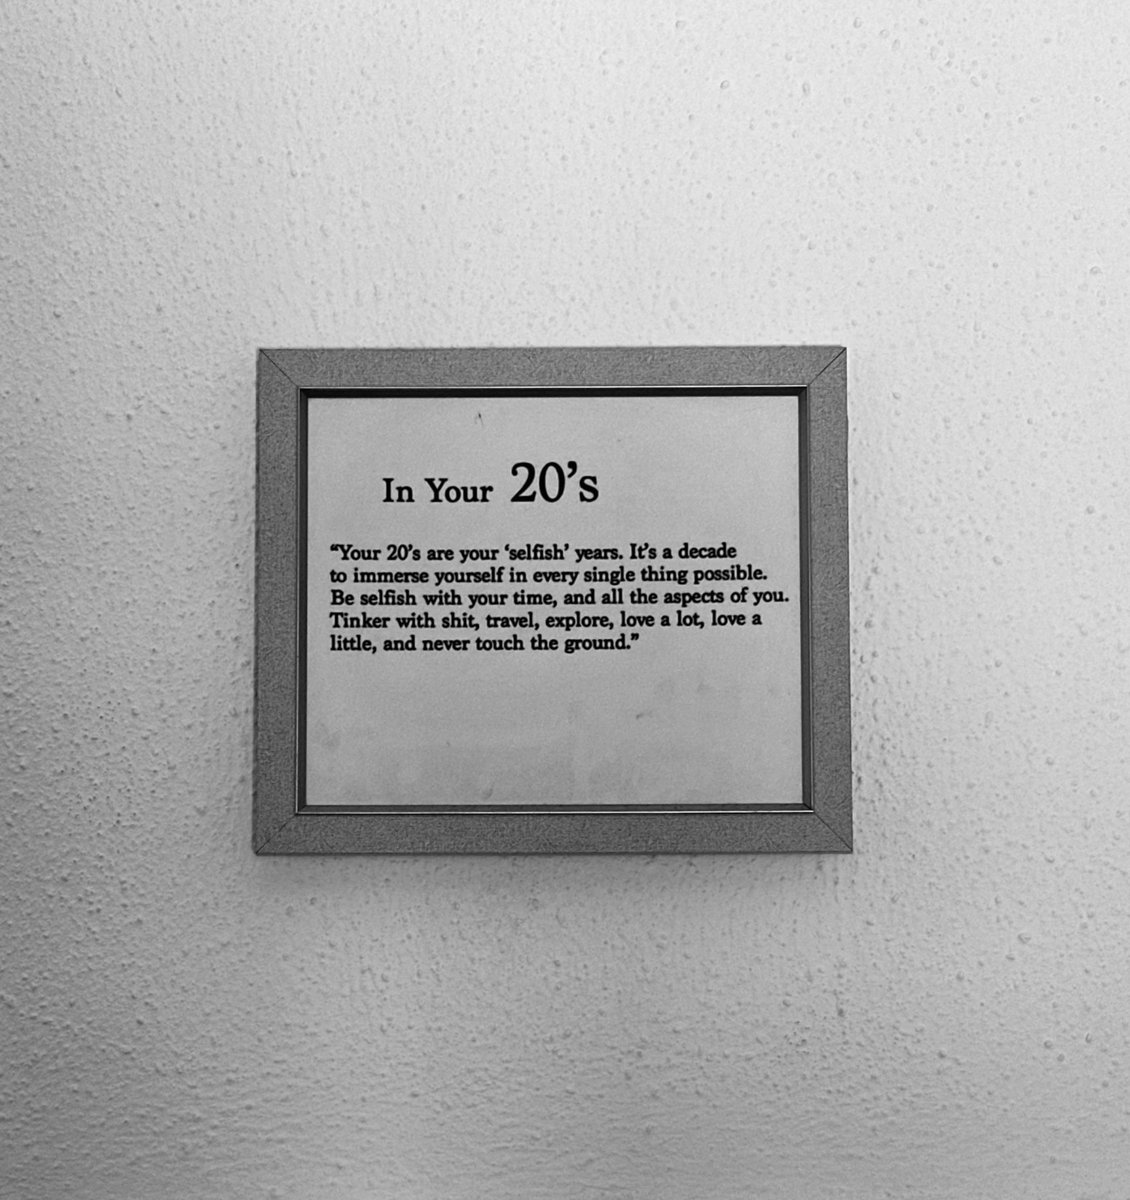 In Your 20’s
“Your 20’s are your ‘selfish’ years. It’s a decade
to immerse yourself in every single thing possible.
Be selfish with your time, and all the aspects of you.
Tinker with shit, travel, explore, love a lot, love a
little, and never touch the ground.”